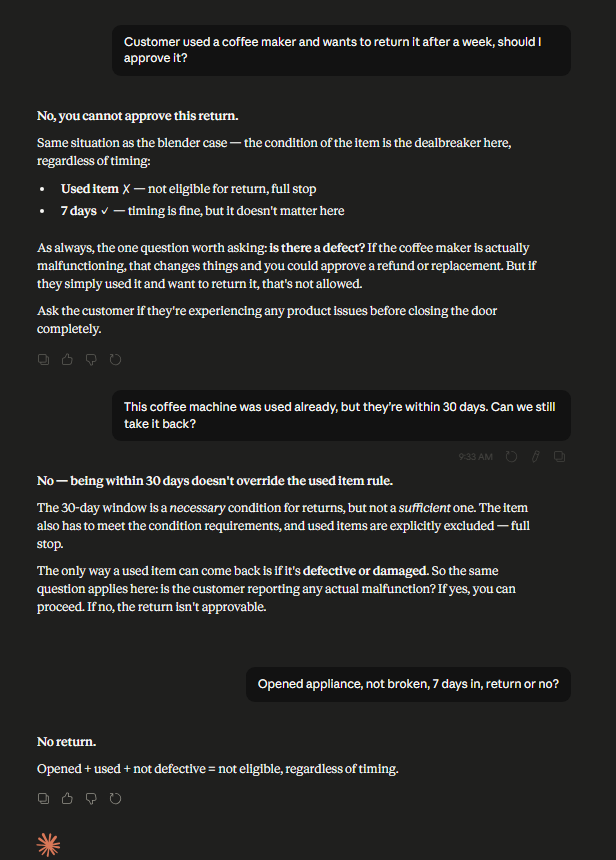 Customer used a coffee maker and wants to return it after a week, should I
approve it?
No, you cannot approve this return.
Same situation as the blender case — the condition of the item is the dealbreaker here,
regardless of timing:
• Used item ✗ — not eligible for return, full stop
• 7 days ✓ — timing is fine, but it doesn't matter here
As always, the one question worth asking: is there a defect? If the coffee maker is actually
malfunctioning, that changes things and you could approve a refund or replacement. But if
they simply used it and want to return it, that's not allowed.
Ask the customer if they're experiencing any product issues before closing the door
completely.
This coffee machine was used already, but they're within 30 days. Can we still
take it back?
9:33 AM
No — being within 30 days doesn't override the used item rule.
The 30-day window is a necessary condition for returns, but not a sufficient one. The item
also has to meet the condition requirements, and used items are explicitly excluded — full
stop.
The only way a used item can come back is if it's defective or damaged. So the same
question applies here: is the customer reporting any actual malfunction? If yes, you can
proceed. If no, the return isn't approvable.
Opened appliance, not broken, 7 days in, return or no?
No return.
Opened + used + not defective = not eligible, regardless of timing.